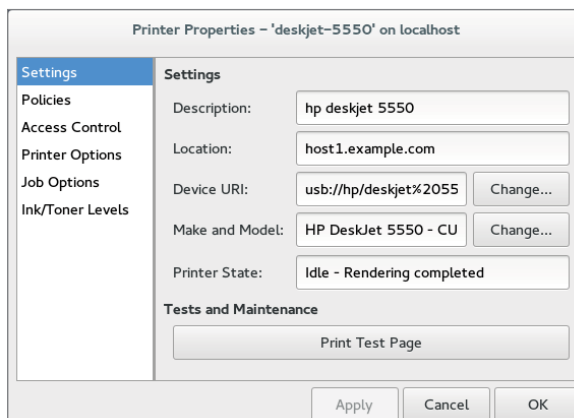 Printer Properties – 'deskjet-5550' on localhost
Settings
Policies
Access Control
Printer Options
Job Options
Ink/Toner Levels
Settings
Description: hp deskjet 5550
Location: host1.example.com
Device URI: usb://hp/deskjet%2055 Change...
Make and Model: HP DeskJet 5550 - CU Change...
Printer State: Idle - Rendering completed
Tests and Maintenance
Print Test Page
Apply Cancel OK